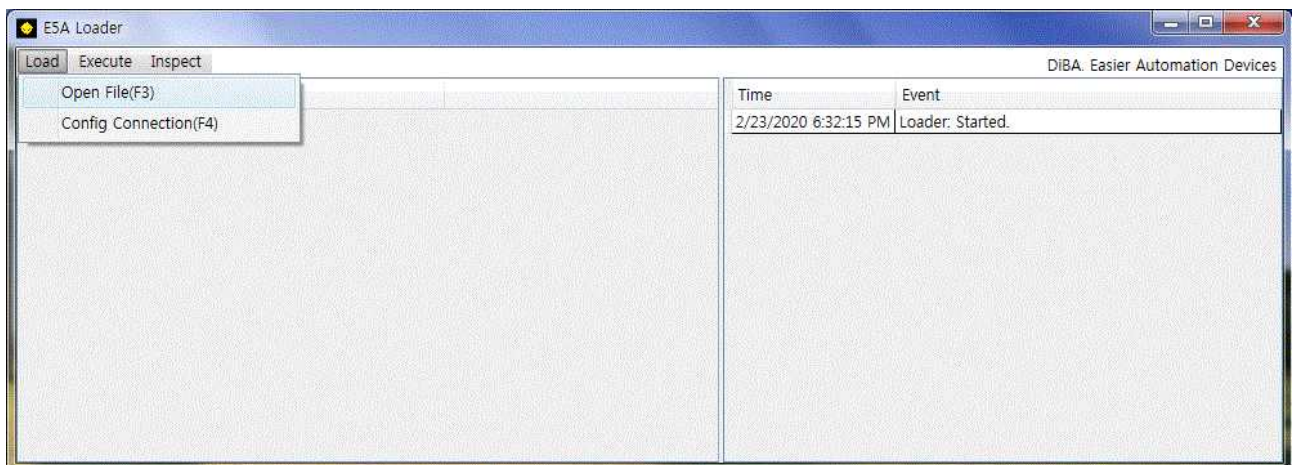 E5A Loader
Load Execute Inspect
DiBA. Easier Automation Devices
Open File(F3)
Config Connection(F4)
Time Event
2/23/2020 6:32:15 PM Loader: Started.